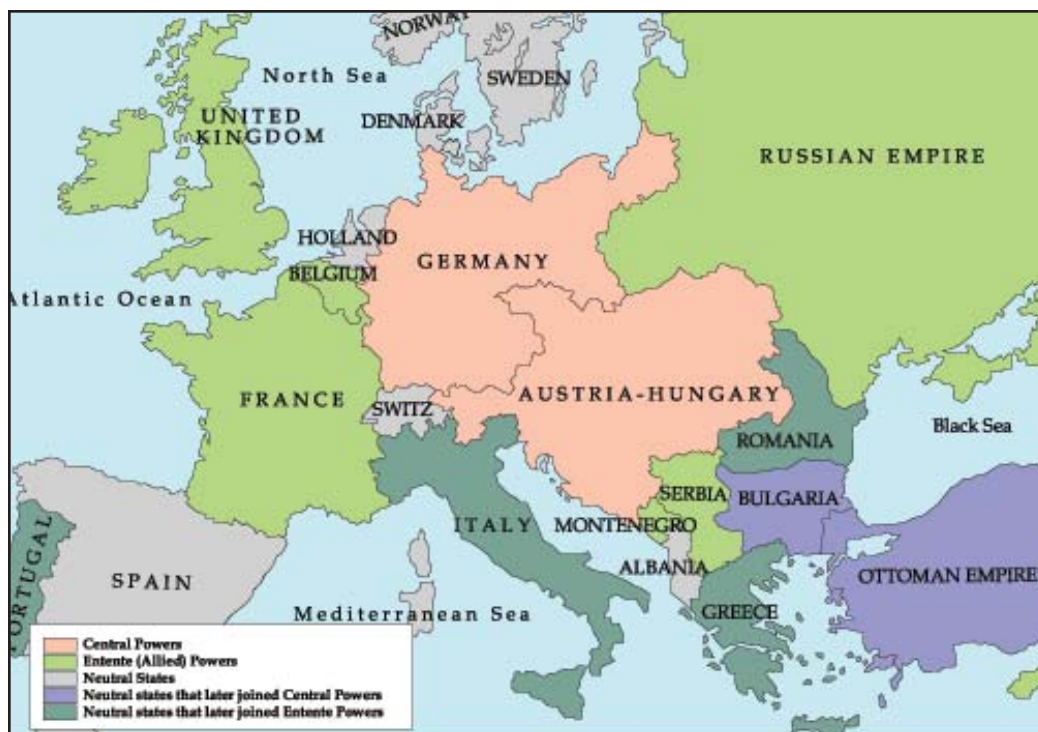 NORWAY
North Sea
SWEDEN
UNITED
KINGDOM
DENMARK
RUSSIAN EMPIRE
HOLLAND
BELGIUM
GERMANY
Atlantic Ocean
FRANCE
SWITZ
AUSTRIA-HUNGARY
ROMANIA
Black Sea
SERBIA
BULGARIA
ITALY
MONTENEGRO
ALBANIA
OTTOMAN EMPIRE
PORTUGAL
SPAIN
GREECE
Mediterranean Sea
Central Powers
Entente (Allied) Powers
Neutral States
Neutral states that later joined Central Powers
Neutral states that later joined Entente Powers